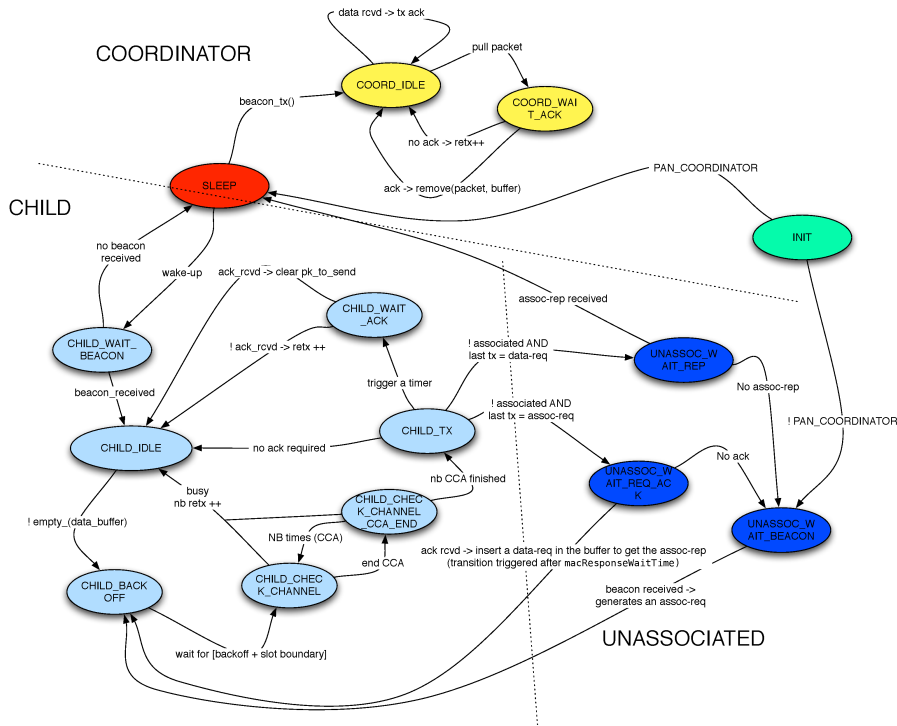 data rcvd -> tx ack
COORDINATOR
pull packet
COORD_IDLE
beacon_tx()
COORD_WAI
T_ACK
no ack -> retx++
PAN_COORDINATOR
SLEEP
ack -> remove(packet, buffer)
CHILD
INIT
no beacon
received
wake-up
ack_rcvd -> clear pk_to_send
assoc-rep received
CHILD_WAIT
_ACK
CHILD_WAIT_
BEACON
! ack_rcvd -> retx ++
! associated AND
last tx = data-req
UNASSOC_W
AIT_REP
trigger a timer
No assoc-rep
beacon_received
! associated AND
last tx = assoc-req
! PAN_COORDINATOR
CHILD_TX
CHILD_IDLE
no ack required
No ack
nb CCA finished
UNASSOC_W
AIT_REQ_AC
K
busy
nb retx ++
CHILD_CHEC
K_CHANNEL
_CCA_END
! empty_(data_buffer)
UNASSOC_W
AIT_BEACON
NB times (CCA)
ack rcvd -> insert a data-req in the buffer to get the assoc-rep
(transition triggered after macResponseWaitTime)
end CCA
CHILD_BACK
OFF
CHILD_CHEC
K_CHANNEL
beacon received ->
generates an assoc-req
UNASSOCIATED
wait for [backoff + slot boundary]